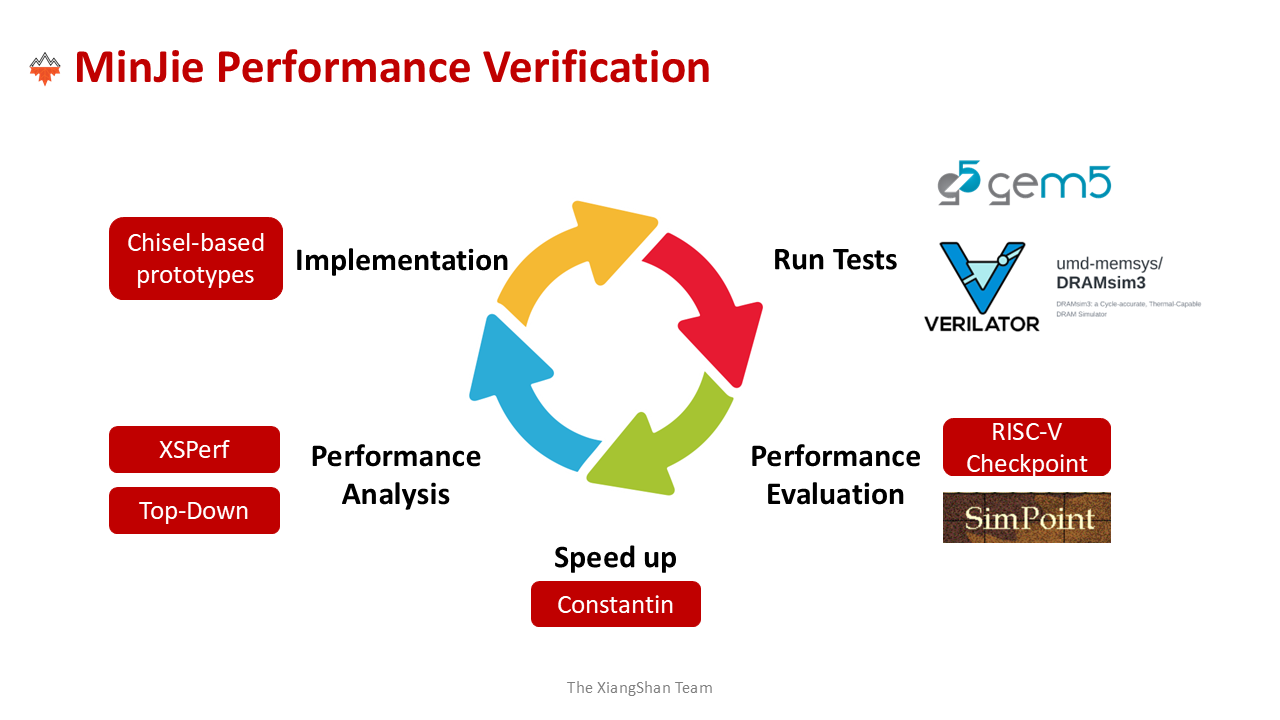 MinJie Performance Verification
Chisel-based
prototypes
Implementation
Run Tests
g5 gem5
VERILATOR
umd-memsys/
DRAMsim3
DRAMsim3: a Cycle-accurate, Thermal-Capable
DRAM Simulator
XSPerf
Top-Down
Performance
Analysis
Performance
Evaluation
RISC-V
Checkpoint
SimPoint
Speed up
Constantin
The XiangShan Team